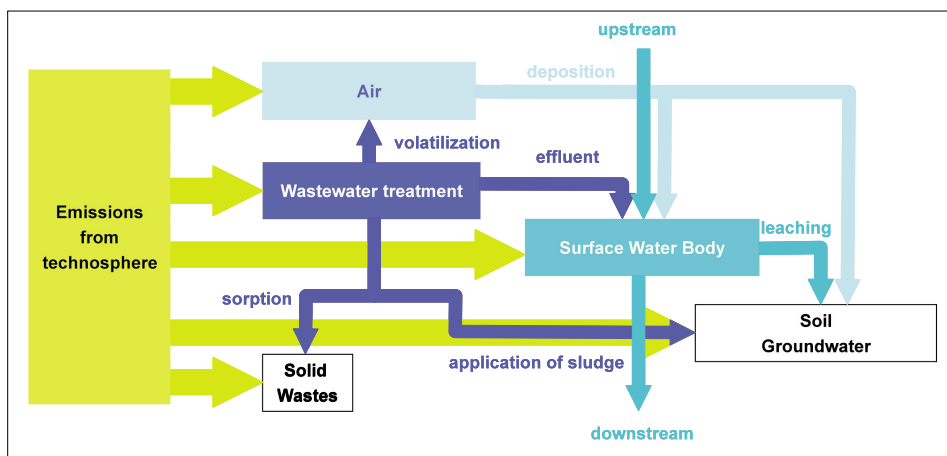 upstream
deposition
Air
volatilization
effluent
Wastewater treatment
Emissions
from
technosphere
leaching
Surface Water Body
sorption
Soil
Groundwater
application of sludge
Solid
Wastes
downstream